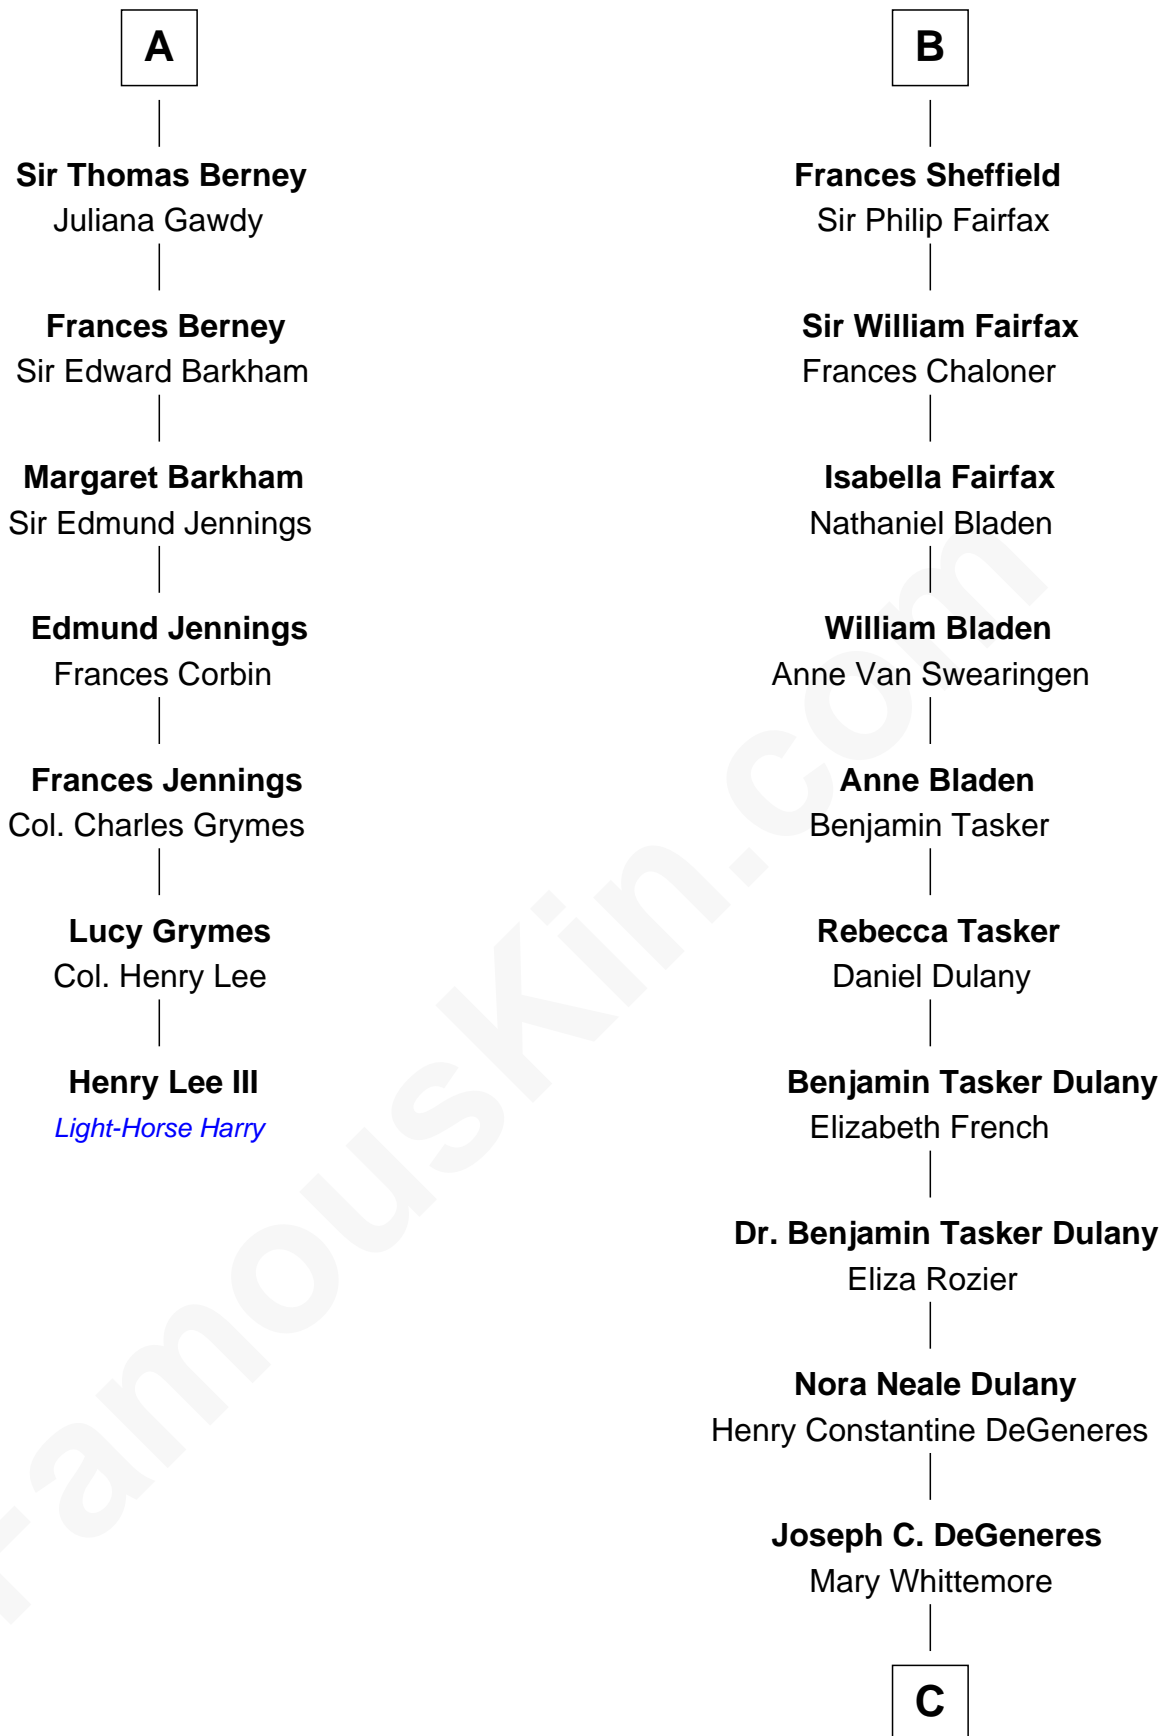 A
Sir Thomas Berney
Juliana Gawdy
Frances Berney
Sir Edward Barkham
Margaret Barkham
Sir Edmund Jennings
Edmund Jennings
Frances Corbin
Frances Jennings
Col. Charles Grymes
Lucy Grymes
Col. Henry Lee
Henry Lee III
Light-Horse Harry
B
Frances Sheffield
Sir Philip Fairfax
Sir William Fairfax
Frances Chaloner
Isabella Fairfax
Nathaniel Bladen
William Bladen
Anne Van Swearingen
Anne Bladen
Benjamin Tasker
Rebecca Tasker
Daniel Dulany
Benjamin Tasker Dulany
Elizabeth French
Dr. Benjamin Tasker Dulany
Eliza Rozier
Nora Neale Dulany
Henry Constantine DeGeneres
Joseph C. DeGeneres
Mary Whittemore
C
FamousKin.com